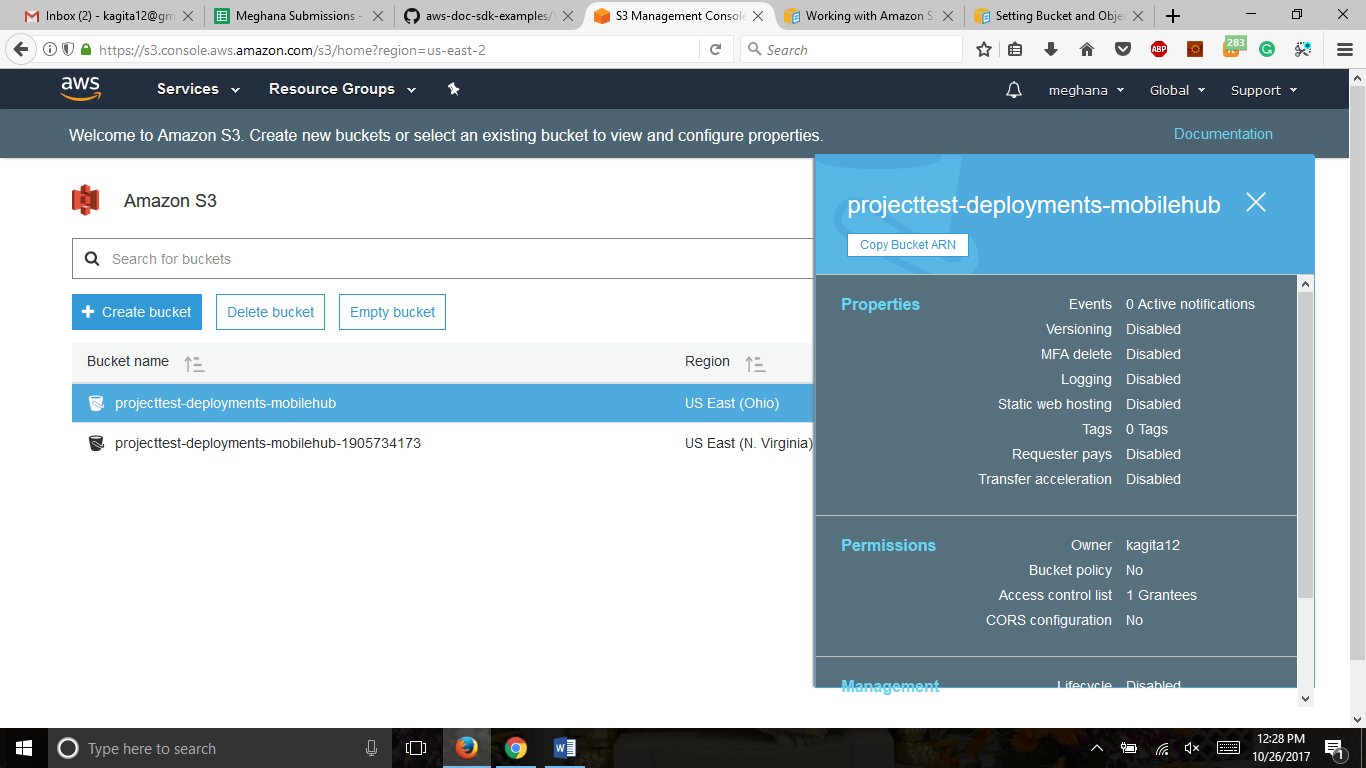 Inbox (2) - kagita12@gm
Meghana Submissions -
aws-doc-sdk-examples/
S3 Management Console
Working with Amazon S
Setting Bucket and Obje
https://s3.console.aws.amazon.com/s3/home?region=us-east-2
Search
ABP
283
aws
Services
Resource Groups
meghana
Global
Support
Welcome to Amazon S3. Create new buckets or select an existing bucket to view and configure properties.
Documentation
Amazon S3
Search for buckets
+ Create bucket
Delete bucket
Empty bucket
Bucket name
Region
projecttest-deployments-mobilehub
US East (Ohio)
projecttest-deployments-mobilehub-1905734173
US East (N. Virginia)
projecttest-deployments-mobilehub
Copy Bucket ARN
Properties
Events 0 Active notifications
Versioning Disabled
MFA delete Disabled
Logging Disabled
Static web hosting Disabled
Tags 0 Tags
Requester pays Disabled
Transfer acceleration Disabled
Permissions
Owner kagita12
Bucket policy No
Access control list 1 Grantees
CORS configuration No
Management
Lifecycle Disabled
Type here to search
12:28 PM
10/26/2017
1